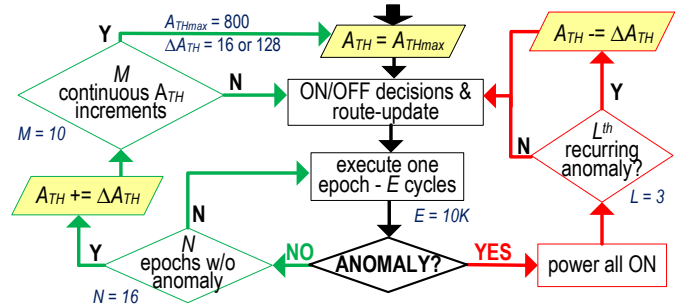 Y
A_THmax = 800
ΔA_TH = 16 or 128
A_TH = A_THmax
A_TH -= ΔA_TH
M
continuous A_TH
increments
N
M = 10
ON/OFF decisions &
route-update
Y
N
L^th
recurring
anomaly?
L = 3
A_TH += ΔA_TH
N
execute one
epoch - E cycles
E = 10K
Y
N
epochs w/o
anomaly
N = 16
NO
ANOMALY?
YES
power all ON